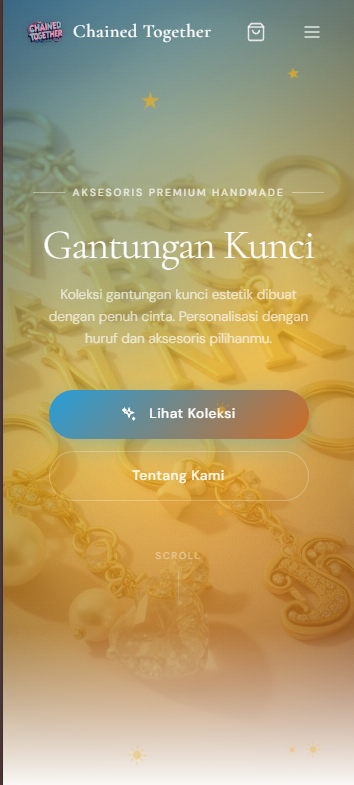 CHAINED
TOGETHER
Chained Together
AKSESORIS PREMIUM HANDMADE
Gantungan Kunci
Koleksi gantungan kunci estetik dibuat
dengan penuh cinta. Personalisasi dengan
huruf dan aksesoris pilihanmu.
Lihat Koleksi
Tentang Kami
SCROLL